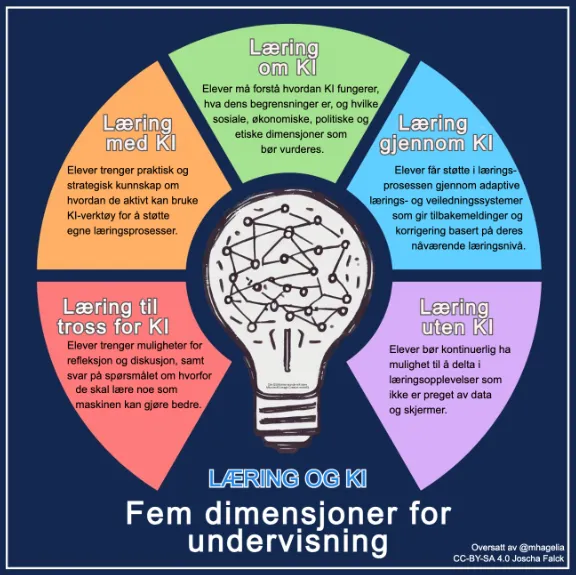 Læring
om KI
Elever må forstå hvordan KI fungerer,
hva dens begrensninger er, og hvilke
sosiale, økonomiske, politiske og
etiske dimensjoner som
bør vurderes.
Læring
med KI
Elever trenger praktisk og
strategisk kunnskap om
hvordan de aktivt kan bruke
KI-verktøy for å støtte
egne læringsprosesser.
Læring
gjennom KI
Elever får støtte i lærings-
prosessen gjennom adaptive
lærings- og veiledningssystemer
som gir tilbakemeldinger og
korrigering basert på deres
nåværende læringsnivå.
Læring til
tross for KI
Elever trenger muligheter for
refleksjon og diskusjon, samt
svar på spørsmålet om hvorfor
de skal lære noe som
maskinen kan gjøre bedre.
Læring
uten KI
Elever bør kontinuerlig ha
mulighet til å delta i
læringsopplevelser som
ikke er preget av data
og skjermer.
LÆRING OG KI
Fem dimensjoner for
undervisning
Oversatt av @mhagelia
CC-BY-SA 4.0 Joscha Falck